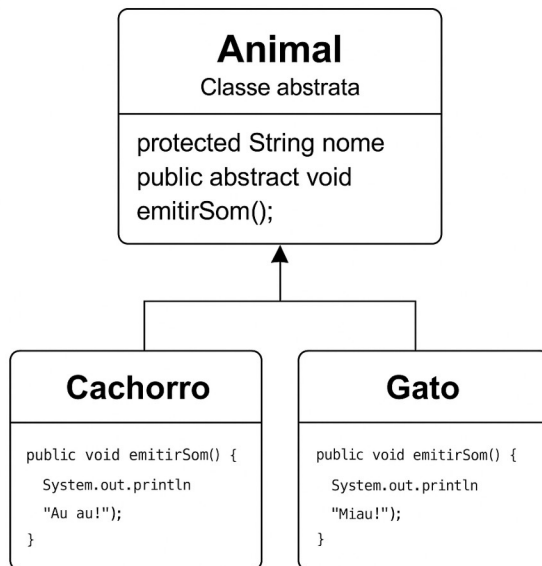 Animal
Classe abstrata
protected String nome
public abstract void
emitirSom();
Cachorro
public void emitirSom() {
System.out.println
"Au au!");
}
Gato
public void emitirSom() {
System.out.println
"Miau!");
}